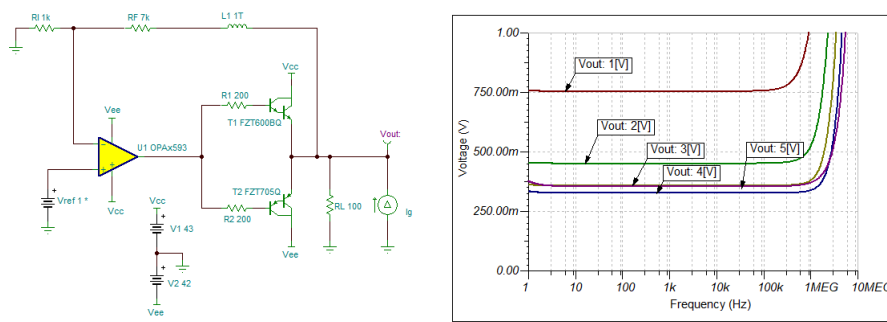 RI 1k
RF 7k
L1 1T
Vcc
R1 200
T1 FZT600BQ
Vee
U1 OPAx593
Vout:
T2 FZT705Q
Vref 1 *
Vcc
Vcc
R2 200
RL 100
Ig
V1 43
Vee
V2 42
Vee
1.00
Vout: 1[V]
750.00m
Voltage (V)
Vout: 2[V]
500.00m
Vout: 3[V]
Vout: 5[V]
Vout: 4[V]
250.00m
0.00
1
10
100
1k
10k
100k
1MEG
10MEG
Frequency (Hz)